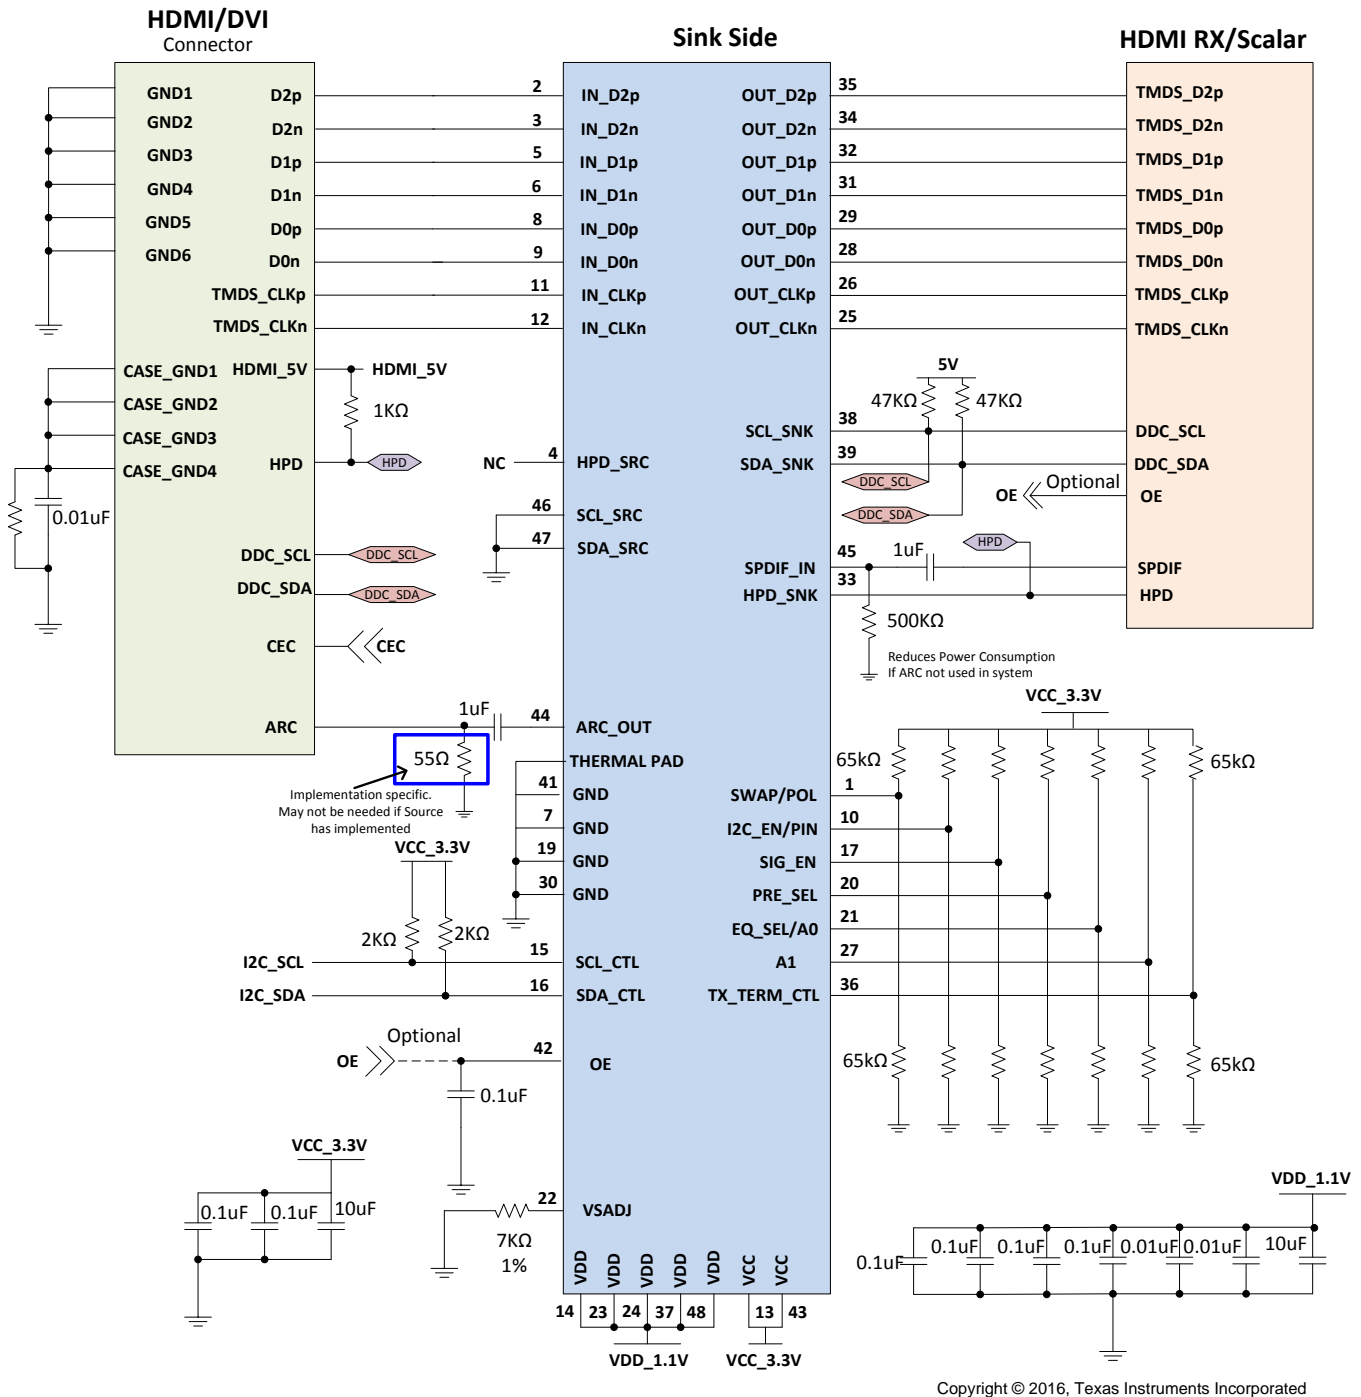 HDMI/DVI
Connector
Sink Side
HDMI RX/Scalar
GND1
GND2
GND3
GND4
GND5
GND6
CASE_GND1
CASE_GND2
CASE_GND3
CASE_GND4
0.01uF
D2p
D2n
D1p
D1n
D0p
D0n
TMDS_CLKp
TMDS_CLKn
HDMI_5V
HPD
DDC_SCL
DDC_SDA
CEC
ARC
HDMI_5V
1KΩ
HPD
DDC_SCL
DDC_SDA
CEC
1uF
55Ω
Implementation specific.
May not be needed if Source
has implemented
VCC_3.3V
2KΩ
2KΩ
I2C_SCL
I2C_SDA
Optional
OE
0.1uF
VCC_3.3V
0.1uF
0.1uF
10uF
7KΩ
1%
NC
2
3
5
6
8
9
11
12
4
46
47
44
41
7
19
30
15
16
42
22
IN_D2p
IN_D2n
IN_D1p
IN_D1n
IN_D0p
IN_D0n
IN_CLKp
IN_CLKn
HPD_SRC
SCL_SRC
SDA_SRC
ARC_OUT
THERMAL PAD
GND
GND
GND
GND
SCL_CTL
SDA_CTL
OE
VSADJ
VDD
VDD
VDD
VDD
VDD
VCC
VCC
14
23
24
37
48
13
43
VDD_1.1V
VCC_3.3V
OUT_D2p
OUT_D2n
OUT_D1p
OUT_D1n
OUT_D0p
OUT_D0n
OUT_CLKp
OUT_CLKn
SCL_SNK
SDA_SNK
SPDIF_IN
HPD_SNK
SWAP/POL
I2C_EN/PIN
SIG_EN
PRE_SEL
EQ_SEL/A0
A1
TX_TERM_CTL
35
34
32
31
29
28
26
25
38
39
45
33
1
10
17
20
21
27
36
5V
47KΩ
47KΩ
DDC_SCL
DDC_SDA
OE
Optional
HPD
1uF
500KΩ
Reduces Power Consumption
If ARC not used in system
TMDS_D2p
TMDS_D2n
TMDS_D1p
TMDS_D1n
TMDS_D0p
TMDS_D0n
TMDS_CLKp
TMDS_CLKn
DDC_SCL
DDC_SDA
OE
SPDIF
HPD
VCC_3.3V
65kΩ
65kΩ
65kΩ
65kΩ
VDD_1.1V
0.1uF
0.1uF
0.1uF
0.1uF
0.01uF
0.01uF
10uF
Copyright © 2016, Texas Instruments Incorporated